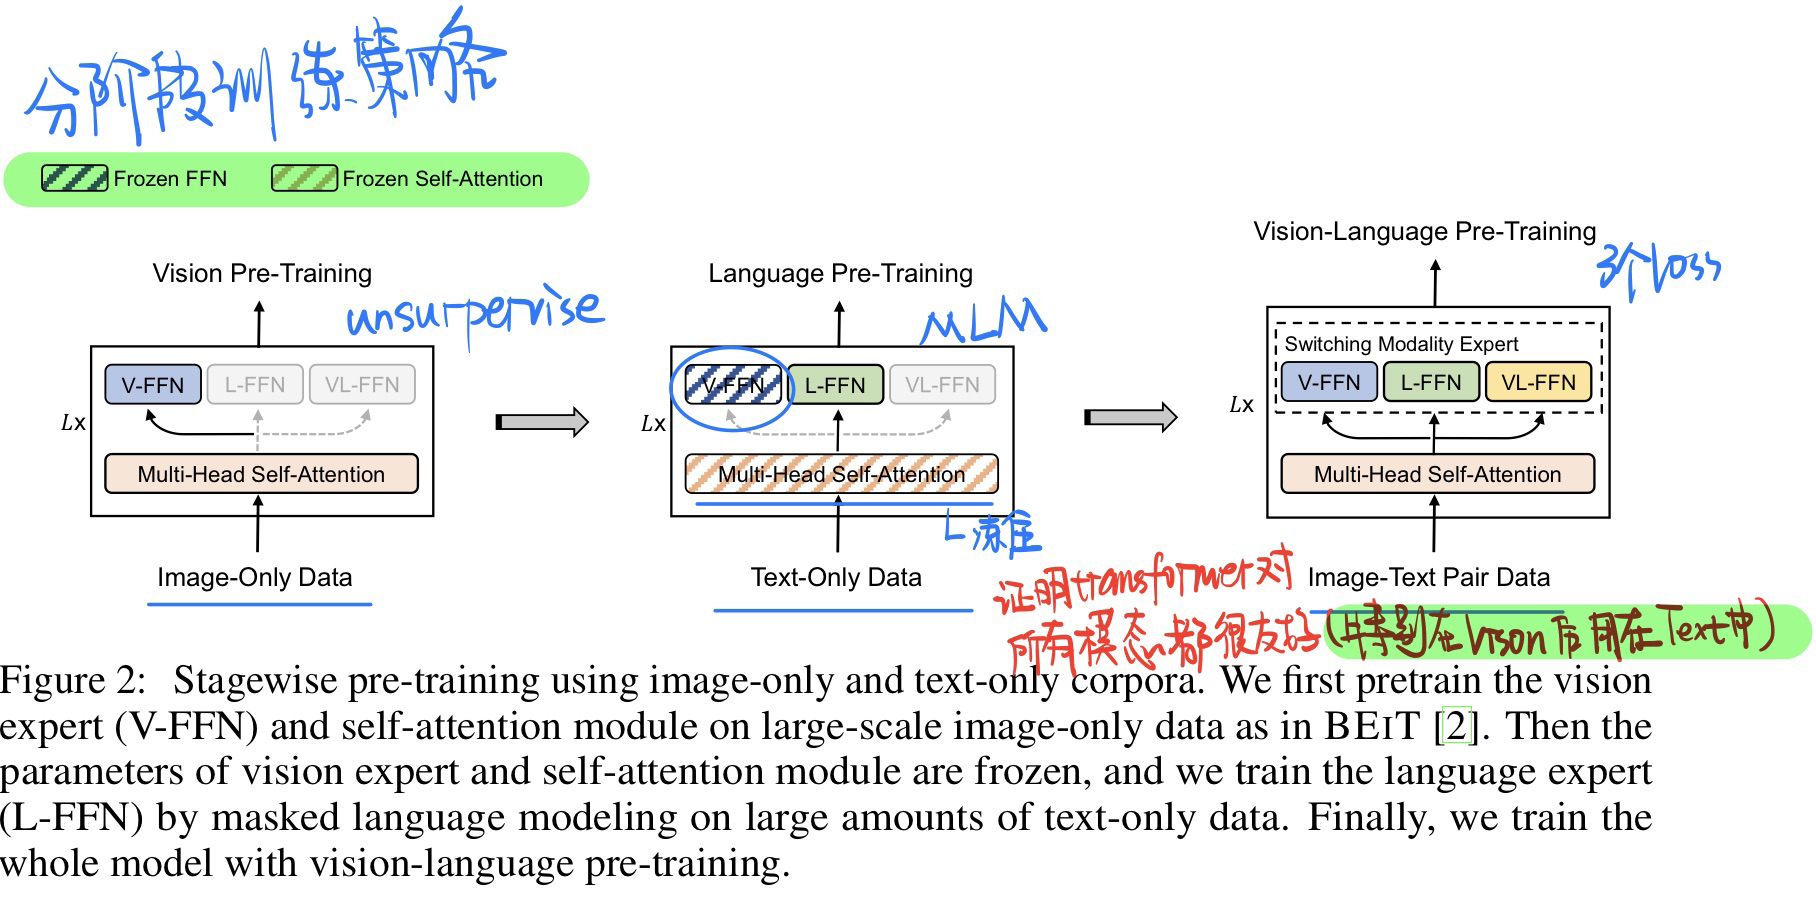 分阶段训练策略
Frozen FFN
Frozen Self-Attention
Vision Pre-Training
unsurpervise
V-FFN
L-FFN
VL-FFN
Lx
Multi-Head Self-Attention
Image-Only Data
Language Pre-Training
MLM
V-FFN
L-FFN
VL-FFN
Lx
Multi-Head Self-Attention
冻住
Text-Only Data
Vision-Language Pre-Training
3个loss
Switching Modality Expert
V-FFN
L-FFN
VL-FFN
Lx
Multi-Head Self-Attention
Image-Text Pair Data
证明transformer对
所有模态都很友好(特别在Vison后用在Text中)
Figure 2: Stagewise pre-training using image-only and text-only corpora. We first pretrain the vision
expert (V-FFN) and self-attention module on large-scale image-only data as in BEIT [2]. Then the
parameters of vision expert and self-attention module are frozen, and we train the language expert
(L-FFN) by masked language modeling on large amounts of text-only data. Finally, we train the
whole model with vision-language pre-training.